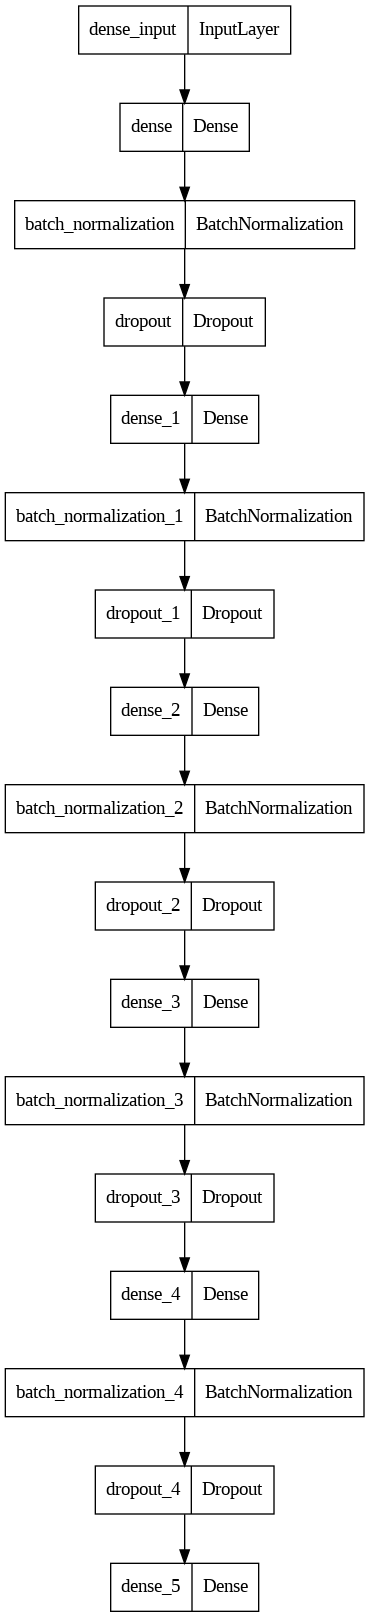 dense_input InputLayer
dense Dense
batch_normalization BatchNormalization
dropout Dropout
dense_1 Dense
batch_normalization_1 BatchNormalization
dropout_1 Dropout
dense_2 Dense
batch_normalization_2 BatchNormalization
dropout_2 Dropout
dense_3 Dense
batch_normalization_3 BatchNormalization
dropout_3 Dropout
dense_4 Dense
batch_normalization_4 BatchNormalization
dropout_4 Dropout
dense_5 Dense